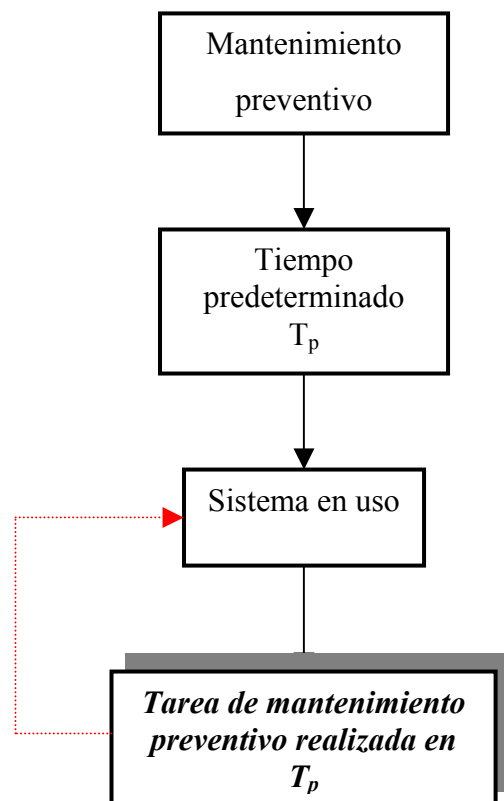 Mantenimiento
preventivo
Tiempo
predeterminado
Tₚ
Sistema en uso
Tarea de mantenimiento
preventivo realizada en
Tₚ